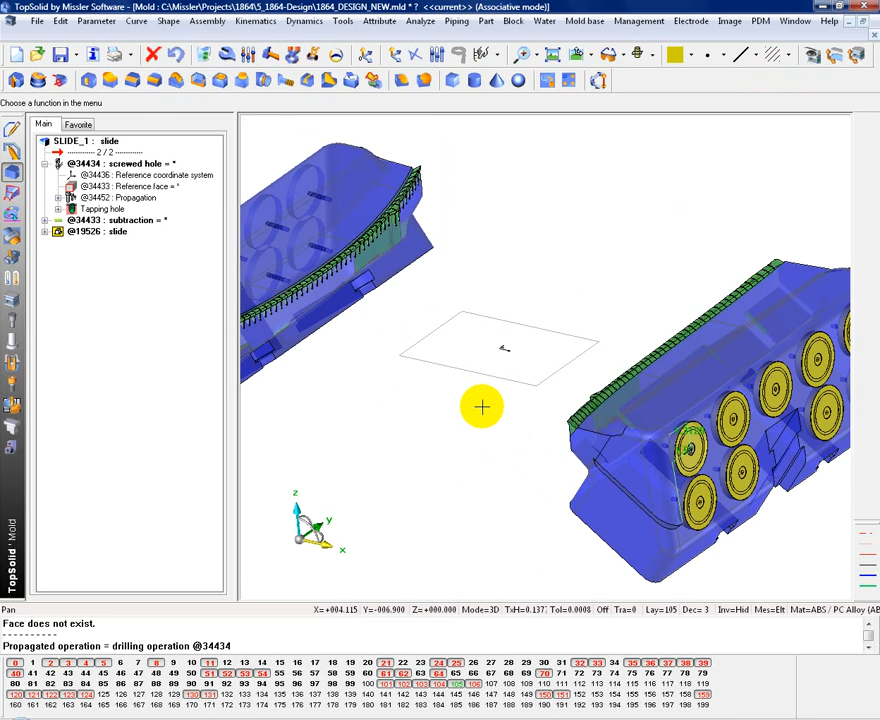 TopSolid by Missler Software - [Mold : C:\Missler\Projects\1864\5_1864-Design\1864_DESIGN_NEW.mld * ? <<current>> (Associative mode)]
File Edit Parameter Curve Shape Assembly Kinematics Dynamics Tools Attribute Analyze Piping Part Block Water Mold base Management Electrode Image PDM Window ?
Choose a function in the menu
Main Favorite
SLIDE_1 : slide
------------ 2 / 2 ------------
@34434 : screwed hole = *
@34436 : Reference coordinate system
@34433 : Reference face = *
@34452 : Propagation
Tapping hole
@34433 : subtraction = *
@19526 : slide
TopSolid 'Mold
z
y
x
Pan
X=+004.115 Y=-006.900 Z=+000.000 Mode=3D TxH=0.137 Tol=0.0008 Off Tra=0 Lay=105 Dec= 3 Inv=Hid Mes=Elt Mat=ABS / PC Alloy (AB
Face does not exist.
----------
Propagated operation = drilling operation @34434
0 1 2 3 4 5 6 7 8 9 10 11 12 13 14 15 16 17 18 19 20 21 22 23 24 25 26 27 28 29 30 31 32 33 34 35 36 37 38 39
40 41 42 43 44 45 46 47 48 49 50 51 52 53 54 55 56 57 58 59 60 61 62 63 64 65 66 67 68 69 70 71 72 73 74 75 76 77 78 79
80 81 82 83 84 85 86 87 88 89 90 91 92 93 94 95 96 97 98 99 100 101 102 103 104 105 106 107 108 109 110 111 112 113 114 115 116 117 118 119
120 121 122 123 124 125 126 127 128 129 130 131 132 133 134 135 136 137 138 139 140 141 142 143 144 145 146 147 148 149 150 151 152 153 154 155 156 157 158 159
160 161 162 163 164 165 166 167 168 169 170 171 172 173 174 175 176 177 178 179 180 181 182 183 184 185 186 187 188 189 190 191 192 193 194 195 196 197 198 199